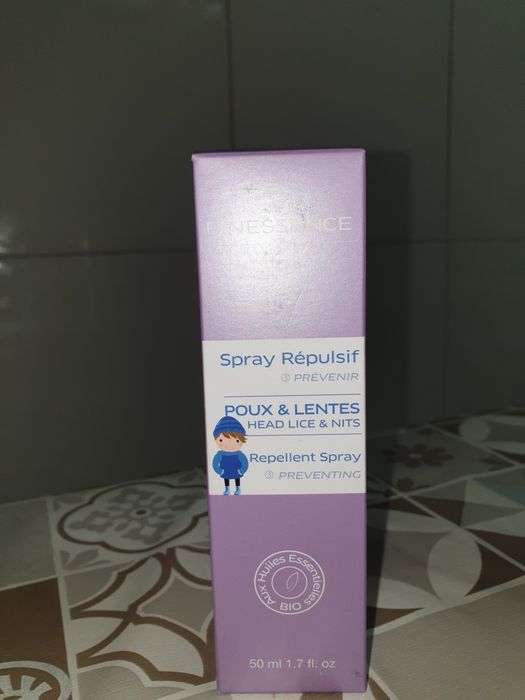 FINESSENCE
Spray Répulsif
③ PRÉVENIR
POUX & LENTES
HEAD LICE & NITS
Repellent Spray
③ PREVENTING
Aux Huiles Essentielles
BIO
50 ml 1,7 fl. oz